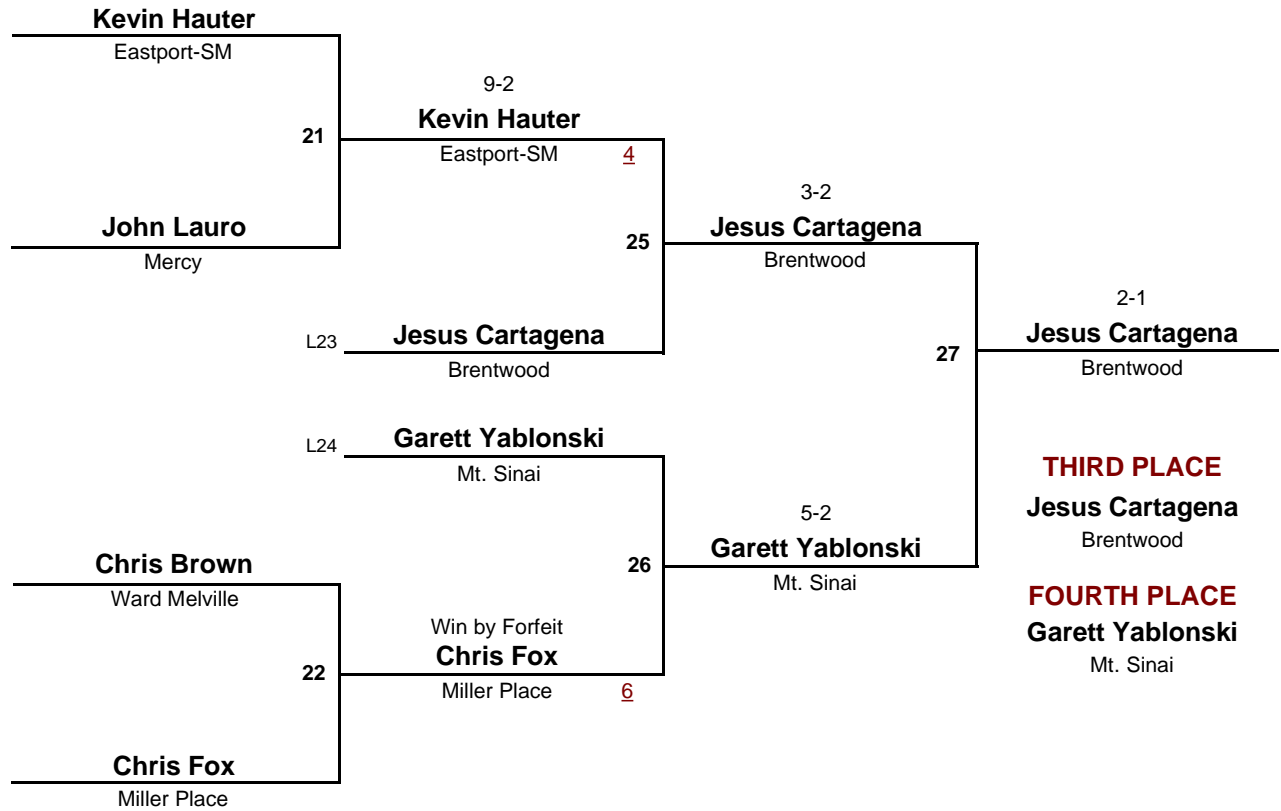 Kevin Hauter
Eastport-SM
9-2
21
Kevin Hauter
Eastport-SM 4
John Lauro
Mercy
3-2
25
Jesus Cartagena
Brentwood
L23
Jesus Cartagena
Brentwood
2-1
27
Jesus Cartagena
Brentwood
L24
Garett Yablonski
Mt. Sinai
THIRD PLACE
Jesus Cartagena
Brentwood
5-2
26
Garett Yablonski
Mt. Sinai
Chris Brown
Ward Melville
FOURTH PLACE
Garett Yablonski
Mt. Sinai
Win by Forfeit
22
Chris Fox
Miller Place 6
Chris Fox
Miller Place